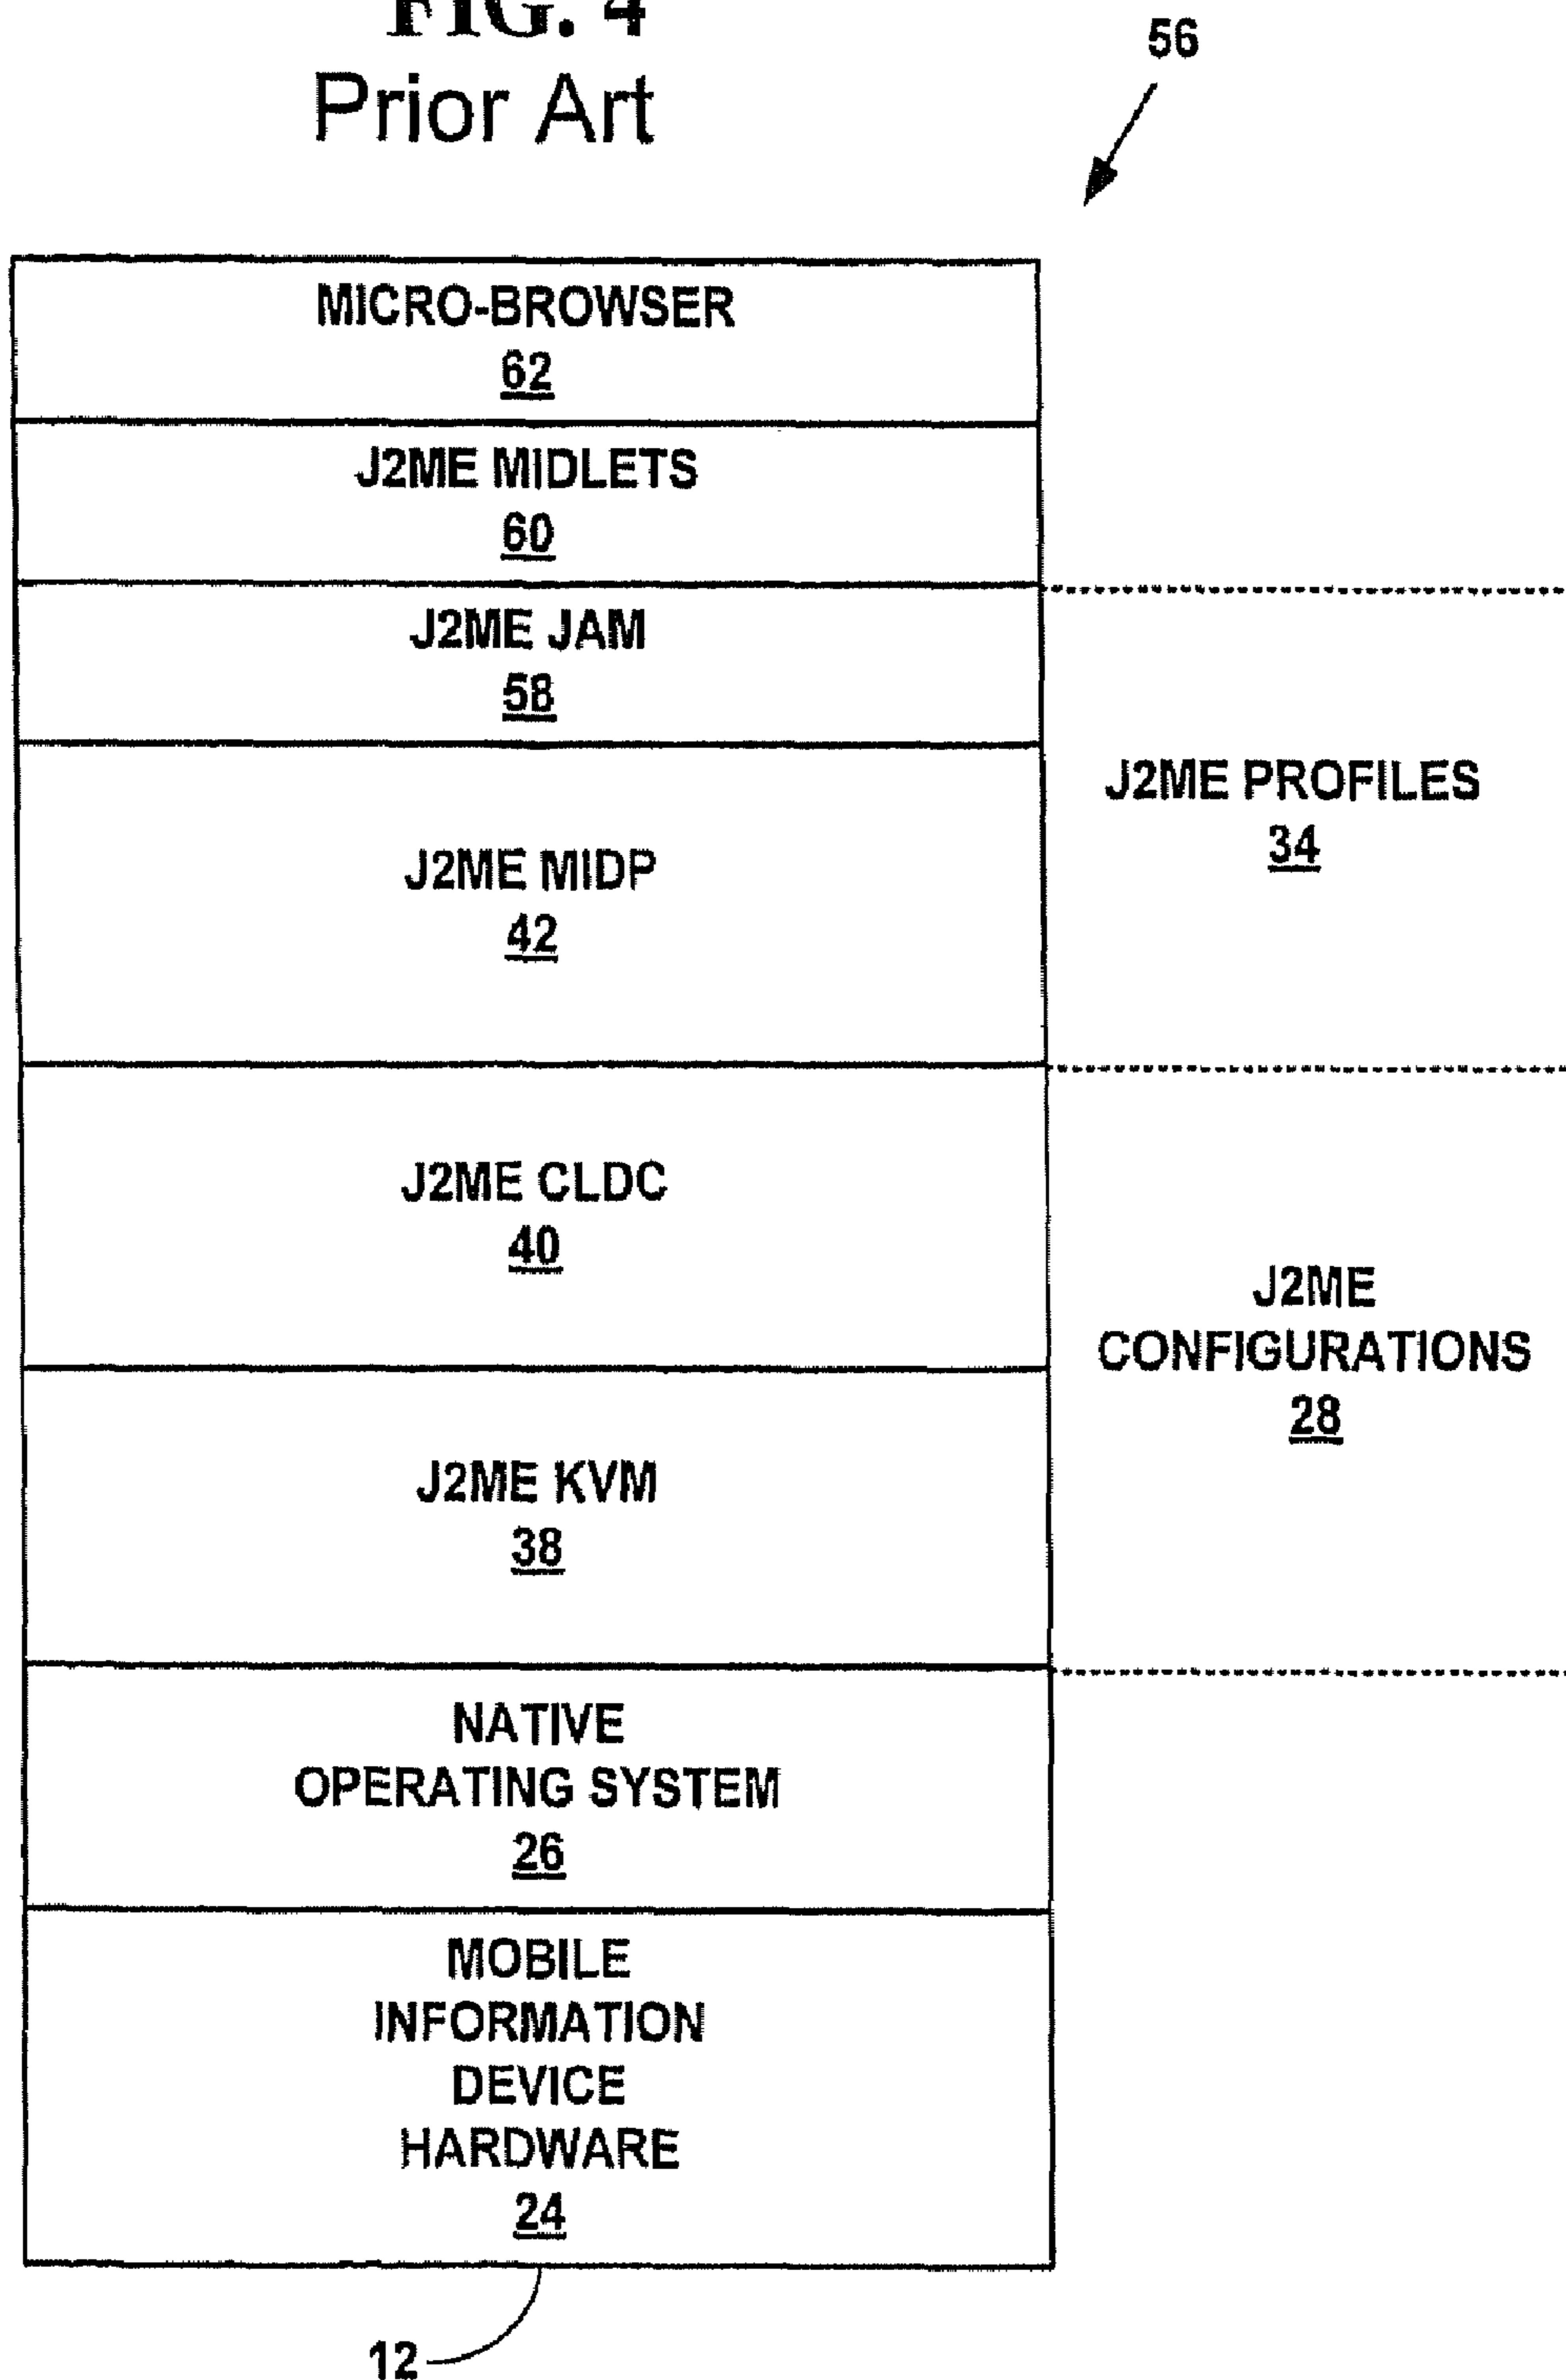 FIG. 4
Prior Art
56
MICRO-BROWSER
62
J2ME MIDLETS
60
J2ME JAM
58
J2ME MIDP
42
J2ME PROFILES
34
J2ME CLDC
40
J2ME
CONFIGURATIONS
28
J2ME KVM
38
NATIVE
OPERATING SYSTEM
26
MOBILE
INFORMATION
DEVICE
HARDWARE
24
12